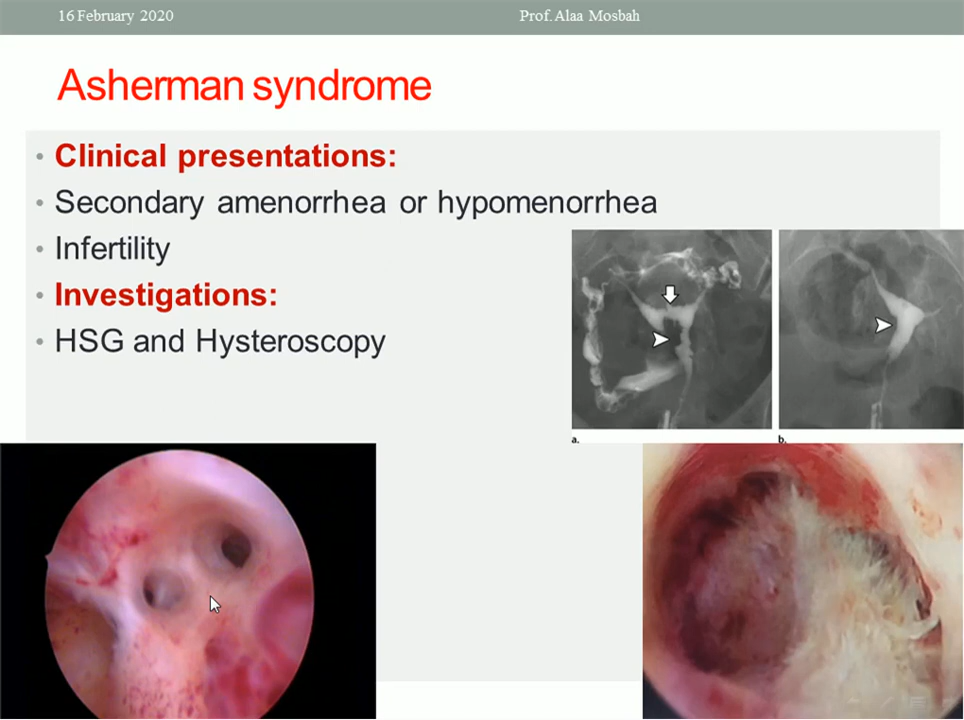 16 February 2020
Prof. Alaa Mosbah
Asherman syndrome
• Clinical presentations:
• Secondary amenorrhea or hypomenorrhea
• Infertility
• Investigations:
• HSG and Hysteroscopy
a.
b.